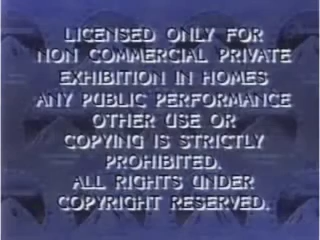 LICENSED ONLY FOR
NON COMMERCIAL PRIVATE
EXHIBITION IN HOMES
ANY PUBLIC PERFORMANCE
OTHER USE OR
COPYING IS STRICTLY
PROHIBITED.
ALL RIGHTS UNDER
COPYRIGHT RESERVED.